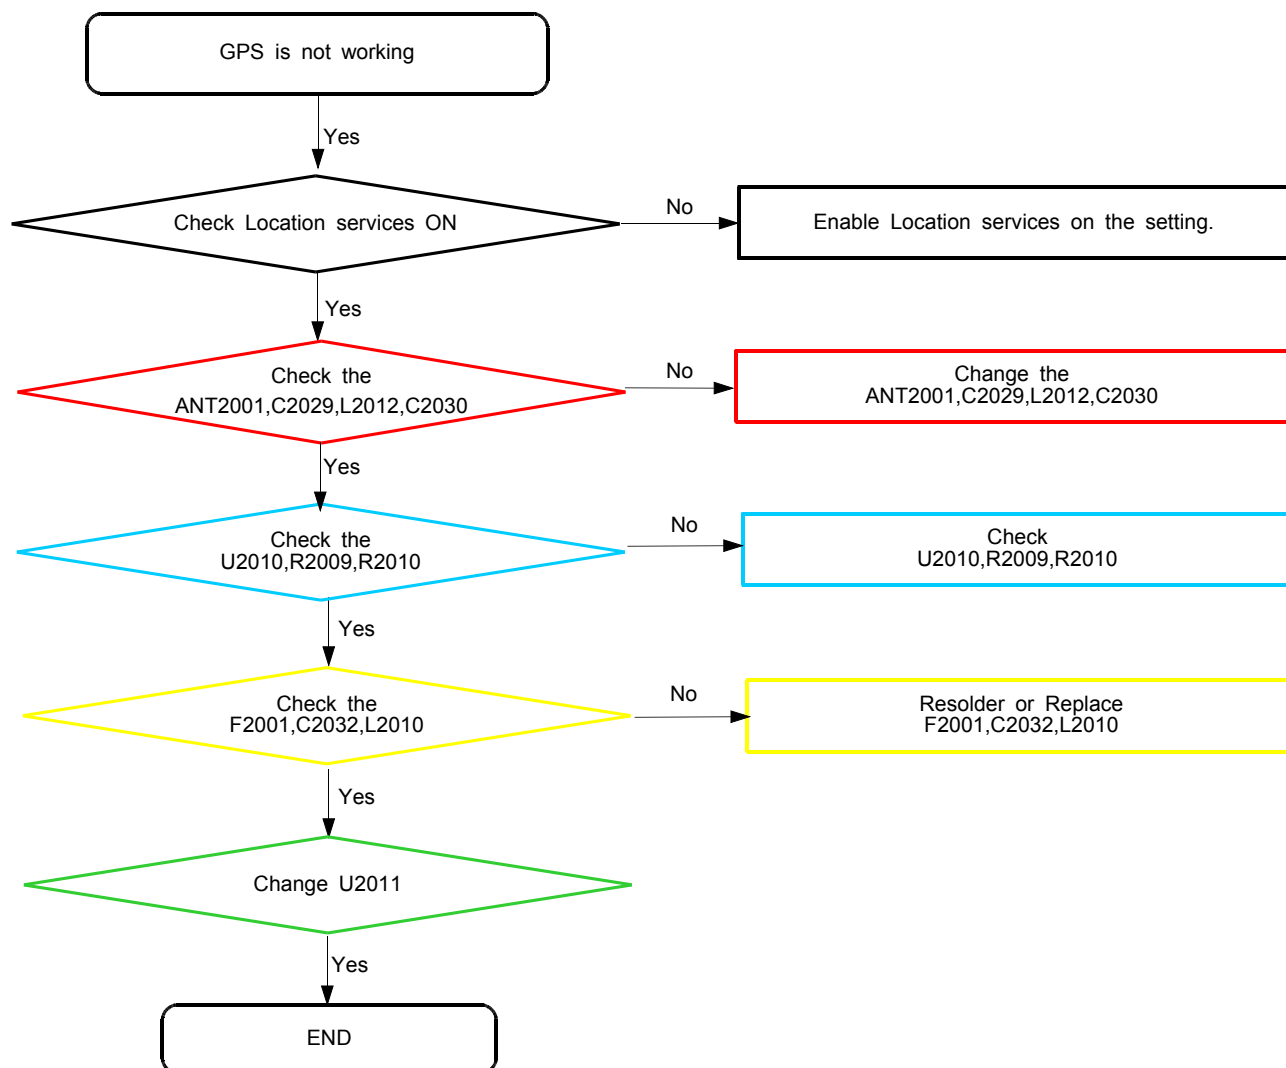 GPS is not working
Yes
Check Location services ON
No
Enable Location services on the setting.
Yes
Check the
ANT2001,C2029,L2012,C2030
No
Change the
ANT2001,C2029,L2012,C2030
Yes
Check the
U2010,R2009,R2010
No
Check
U2010,R2009,R2010
Yes
Check the
F2001,C2032,L2010
No
Resolder or Replace
F2001,C2032,L2010
Yes
Change U2011
Yes
END